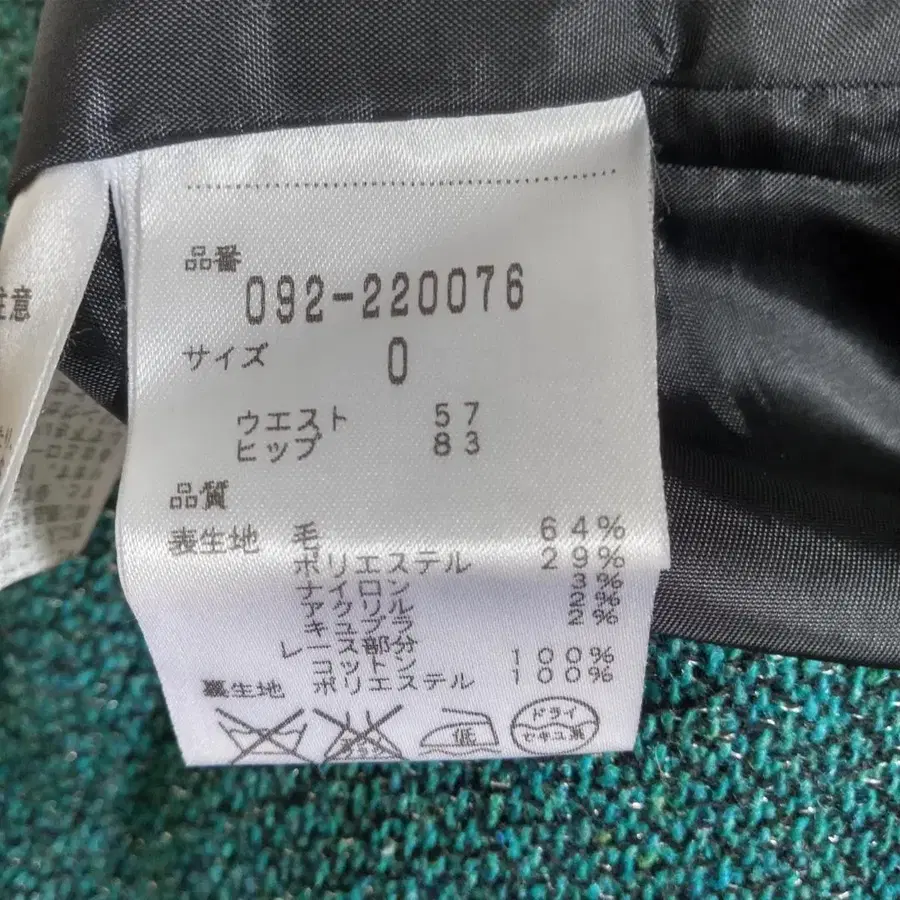 品番
092-220076
サイズ 0
ウエスト 57
ヒップ 83
品質
表生地 毛 64%
ポリエステル 29%
ナイロン 3%
アクリル 2%
キュプラ 2%
レース部分
コットン 100%
裏生地 ポリエステル 100%
低
ドライ
セキユ系
注意